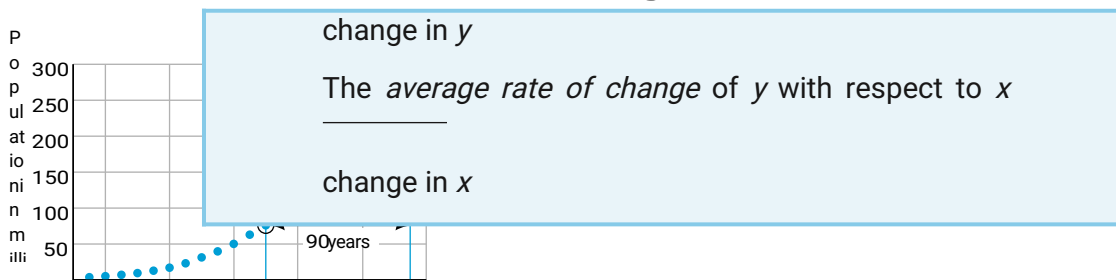 change in y
The average rate of change of y with respect to x
change in x
P
o
p
ul
at
io
ni
n
m
illi
300
250
200
150
100
50
90years